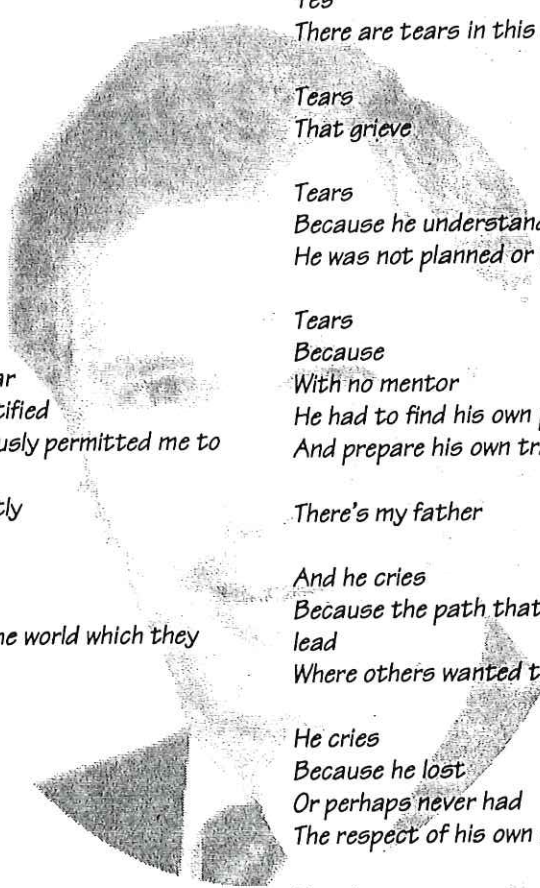 ar
tified
usly permitted me to
tly
he world which they
Yes
There are tears in this
Tears
That grieve
Tears
Because he understand
He was not planned or
Tears
Because
With no mentor
He had to find his own
And prepare his own tr
There's my father
And he cries
Because the path that
lead
Where others wanted t
He cries
Because he lost
Or perhaps never had
The respect of his own